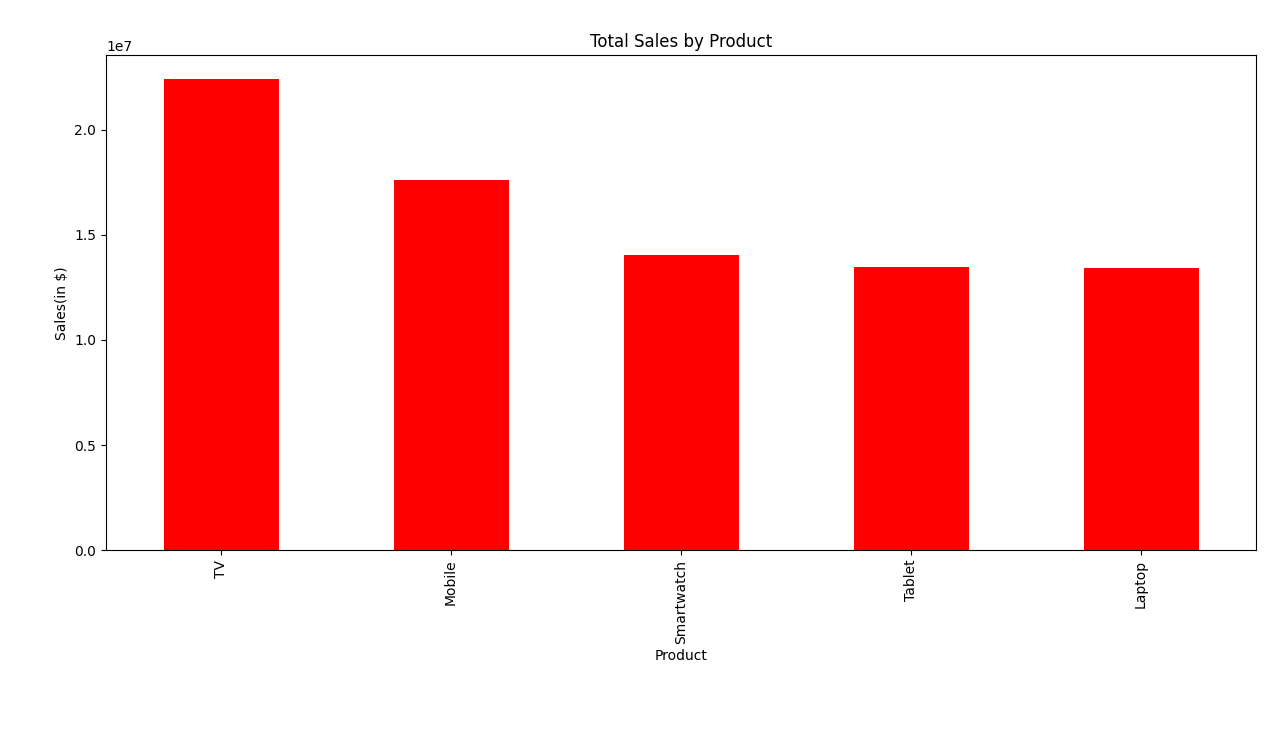 Total Sales by Product
1e7
2.0
1.5
1.0
0.5
0.0
Sales(in $)
TV
Mobile
Smartwatch
Tablet
Laptop
Product